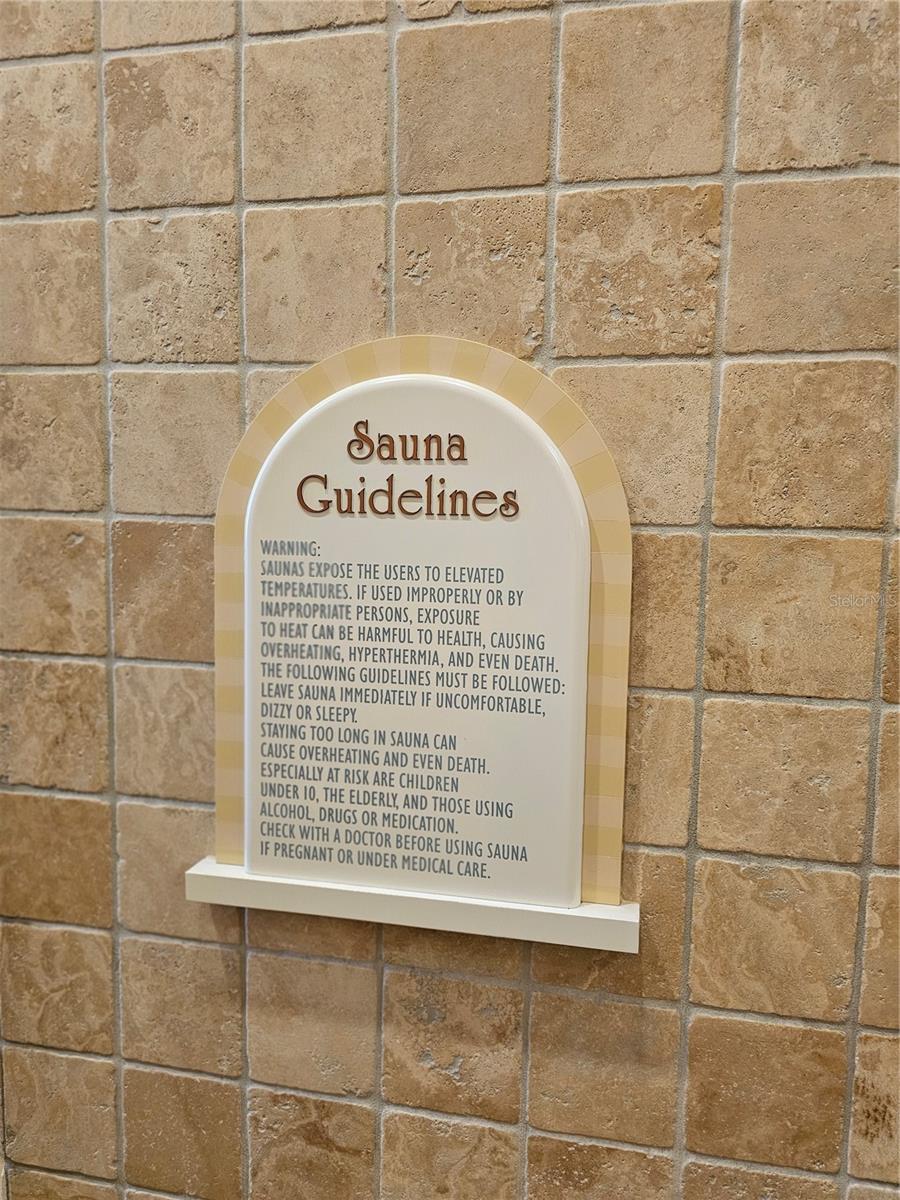 Sauna
Guidelines
WARNING:
SAUNAS EXPOSE THE USERS TO ELEVATED
TEMPERATURES. IF USED IMPROPERLY OR BY
INAPPROPRIATE PERSONS, EXPOSURE
TO HEAT CAN BE HARMFUL TO HEALTH, CAUSING
OVERHEATING, HYPERTHERMIA, AND EVEN DEATH.
THE FOLLOWING GUIDELINES MUST BE FOLLOWED:
LEAVE SAUNA IMMEDIATELY IF UNCOMFORTABLE,
DIZZY OR SLEEPY.
STAYING TOO LONG IN SAUNA CAN
CAUSE OVERHEATING AND EVEN DEATH.
ESPECIALLY AT RISK ARE CHILDREN
UNDER 10, THE ELDERLY, AND THOSE USING
ALCOHOL, DRUGS OR MEDICATION.
CHECK WITH A DOCTOR BEFORE USING SAUNA
IF PREGNANT OR UNDER MEDICAL CARE.
StellarMLS